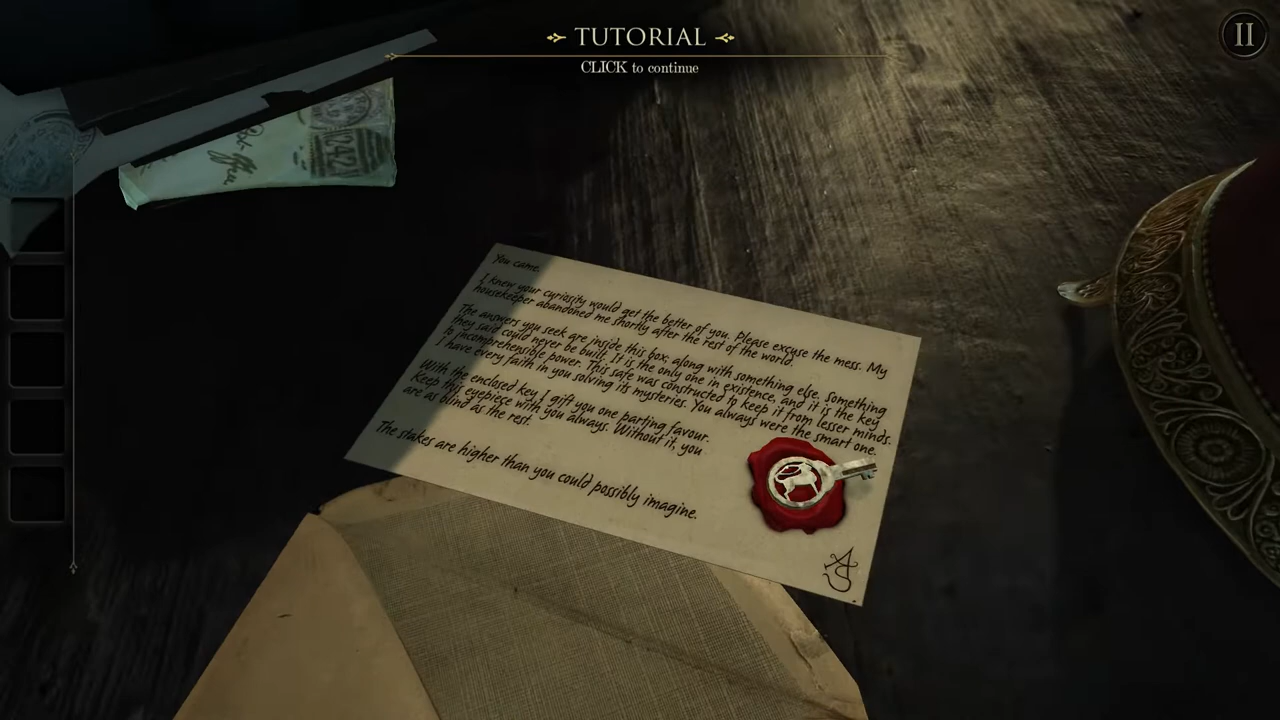 TUTORIAL
CLICK to continue
II
You came.
I knew your curiosity would get the better of you. Please excuse the mess. My
housekeeper abandoned me shortly after the rest of the world.
The answers you seek are inside this box; along with something else. Something
they said could never be built. It is the only one in existence, and it is the key
to incomprehensible power. This safe was constructed to keep it from lesser minds.
I have every faith in you solving its mysteries. You always were the smart one.
With the enclosed key I gift you one parting favour.
Keep this eyepiece with you always. Without it, you
are as blind as the rest.
The stakes are higher than you could possibly imagine.
AS